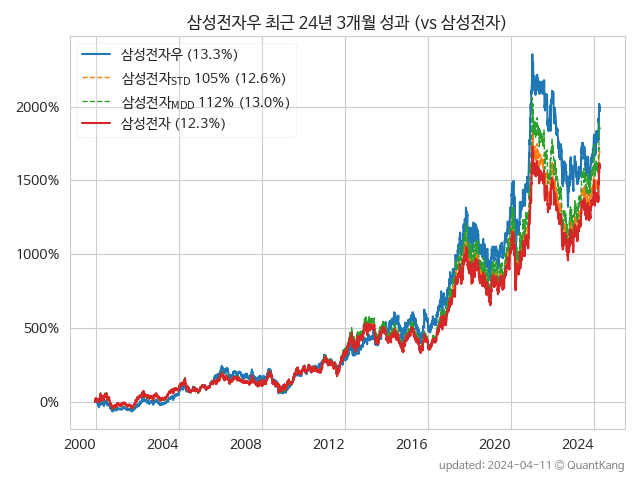 삼성전자우 최근 24년 3개월 성과 (vs 삼성전자)
삼성전자우 (13.3%)
삼성전자STD 105% (12.6%)
삼성전자MDD 112% (13.0%)
삼성전자 (12.3%)
2000%
1500%
1000%
500%
0%
2000 2004 2008 2012 2016 2020 2024
updated: 2024-04-11 © QuantKang